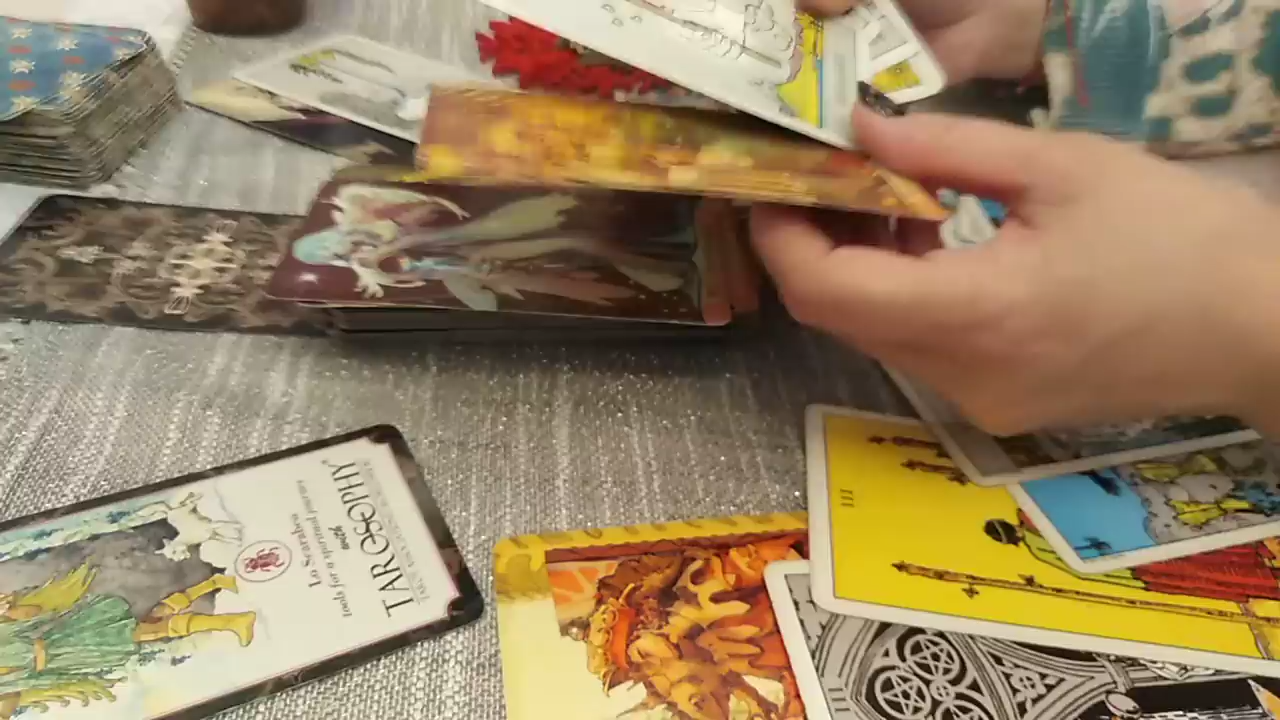 TAROSOPHY®
with
Lo Scarabeo
tools for a spiritual journey
III